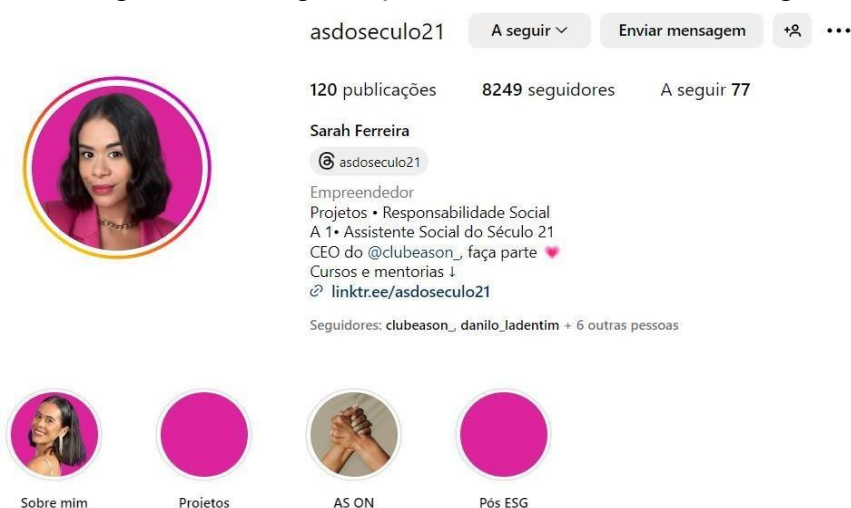 asdoseculo21 A seguir Enviar mensagem
120 publicações 8249 seguidores A seguir 77
Sarah Ferreira
asdoseculo21
Empreendedor
Projetos • Responsabilidade Social
A 1• Assistente Social do Século 21
CEO do @clubeason_, faça parte 💗
Cursos e mentorias ↓
linktr.ee/asdoseculo21
Seguidores: clubeason_, danilo_ladentim + 6 outras pessoas
Sobre mim Projetos AS ON Pós ESG